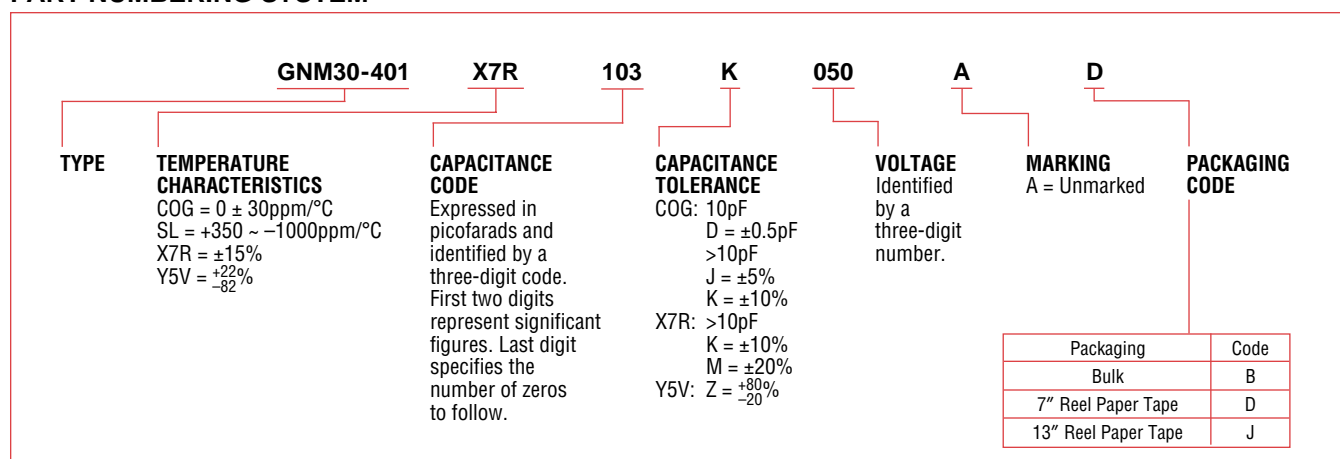 GNM30-401 X7R 103 K 050 A D
TYPE
TEMPERATURE
CHARACTERISTICS
COG = 0 ± 30ppm/°C
SL = +350 ~ –1000ppm/°C
X7R = ±15%
Y5V = +22 –82 %
CAPACITANCE
CODE
Expressed in
picofarads and
identified by a
three-digit code.
First two digits
represent significant
figures. Last digit
specifies the
number of zeros
to follow.
CAPACITANCE
TOLERANCE
COG: 10pF
D = ±0.5pF
>10pF
J = ±5%
K = ±10%
X7R: >10pF
K = ±10%
M = ±20%
Y5V: Z = +80 –20 %
VOLTAGE
Identified
by a
three-digit
number.
MARKING
A = Unmarked
PACKAGING
CODE
Packaging Code
Bulk B
7″ Reel Paper Tape D
13″ Reel Paper Tape J